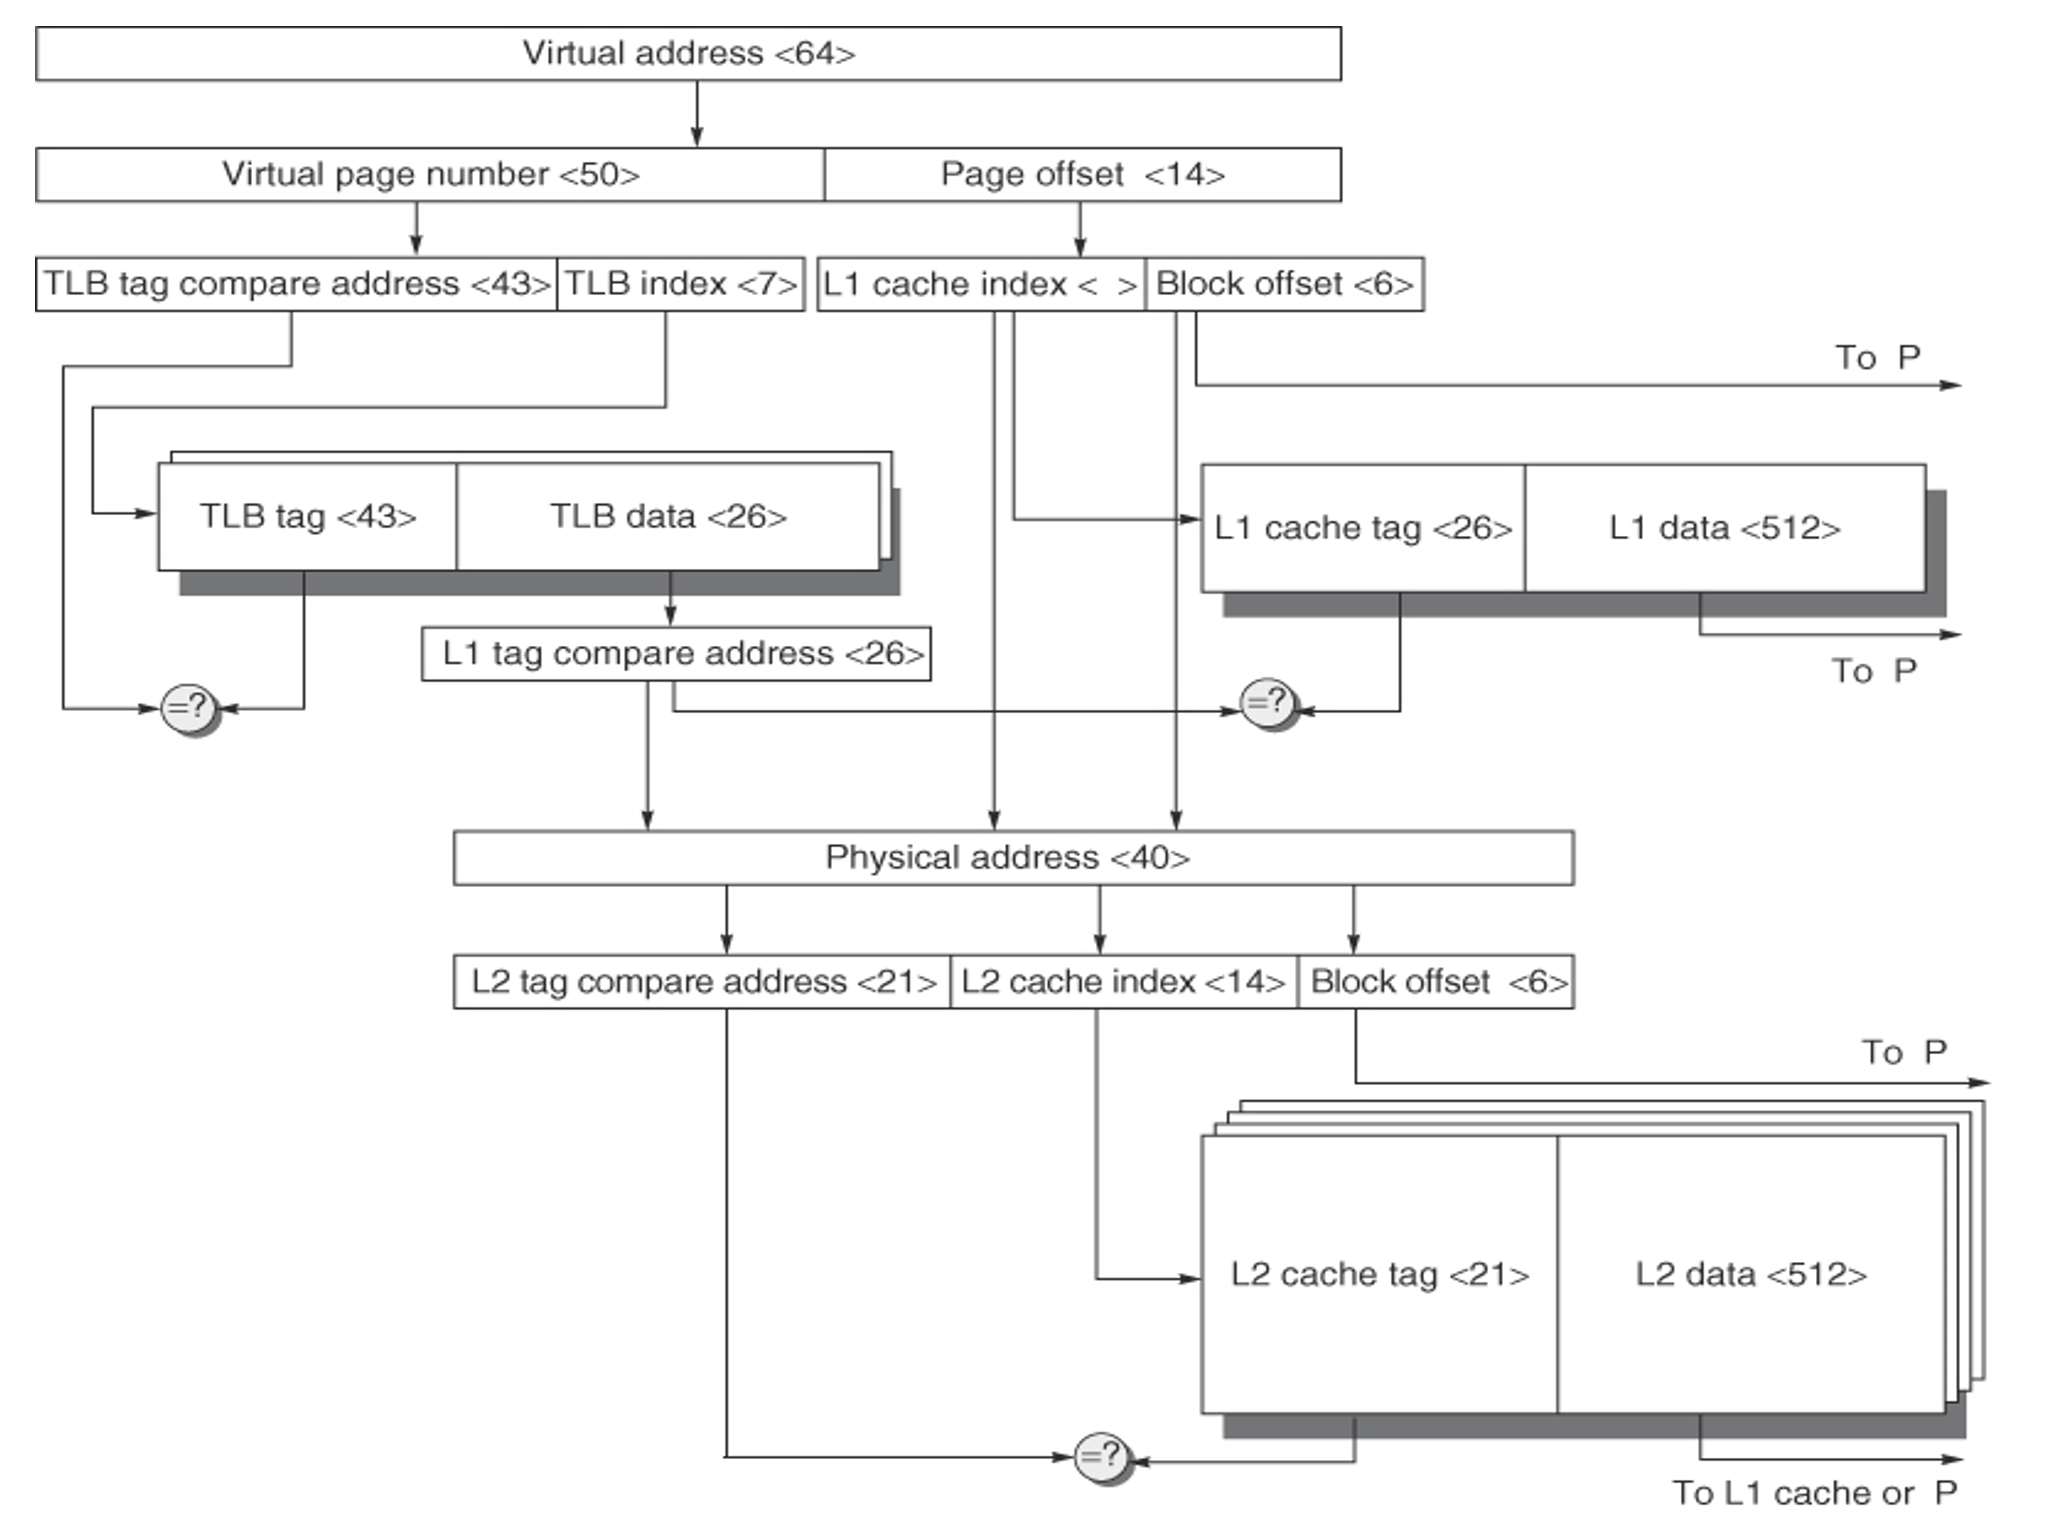 Virtual address <64>
Virtual page number <50> Page offset <14>
TLB tag compare address <43> TLB index <7> L1 cache index < > Block offset <6>
To P
TLB tag <43> TLB data <26>
L1 cache tag <26> L1 data <512>
L1 tag compare address <26>
To P
=?
=?
Physical address <40>
L2 tag compare address <21> L2 cache index <14> Block offset <6>
To P
L2 cache tag <21> L2 data <512>
=?
To L1 cache or P